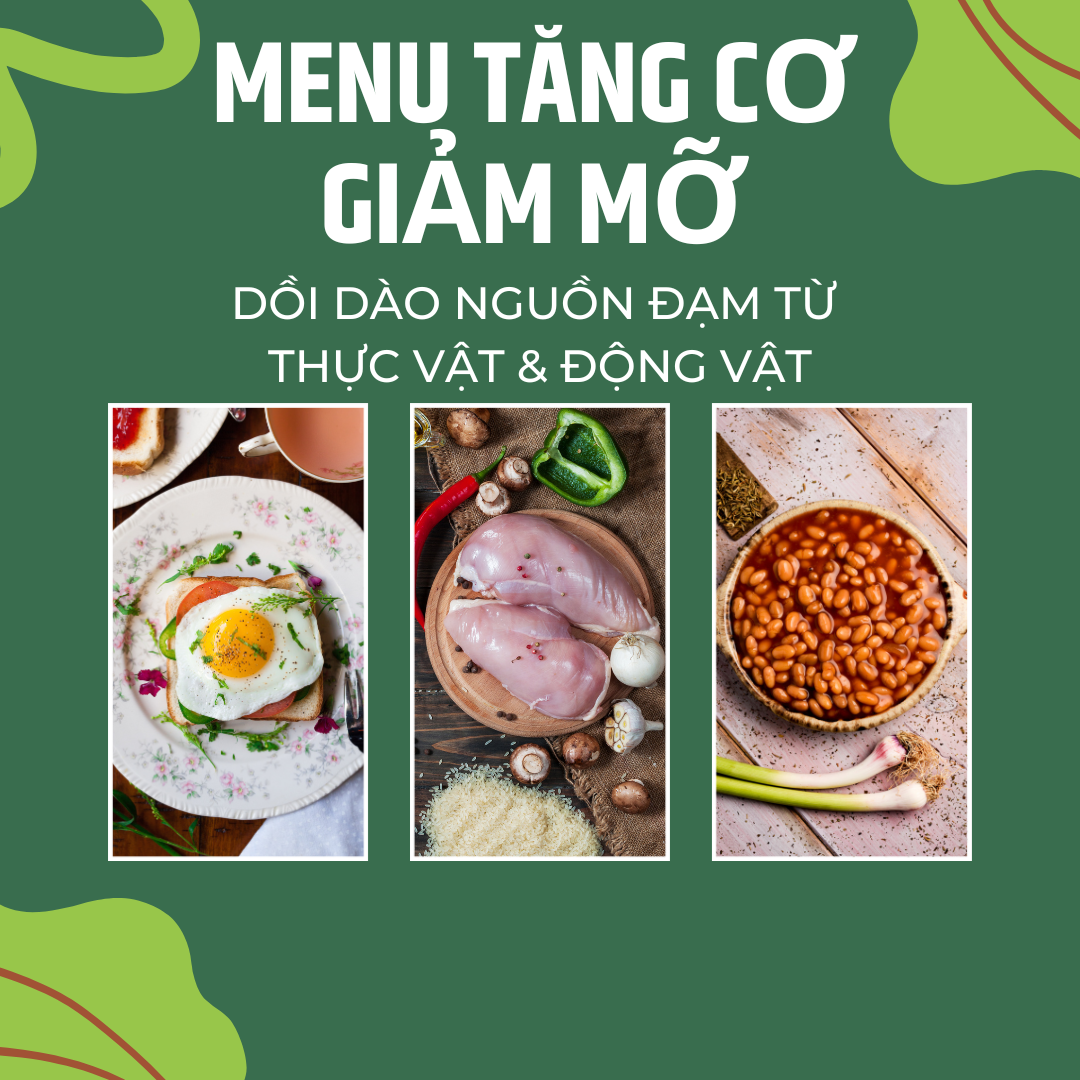 MENU TĂNG CƠ
GIẢM MỠ
DỒI DÀO NGUỒN ĐẠM TỪ
THỰC VẬT & ĐỘNG VẬT